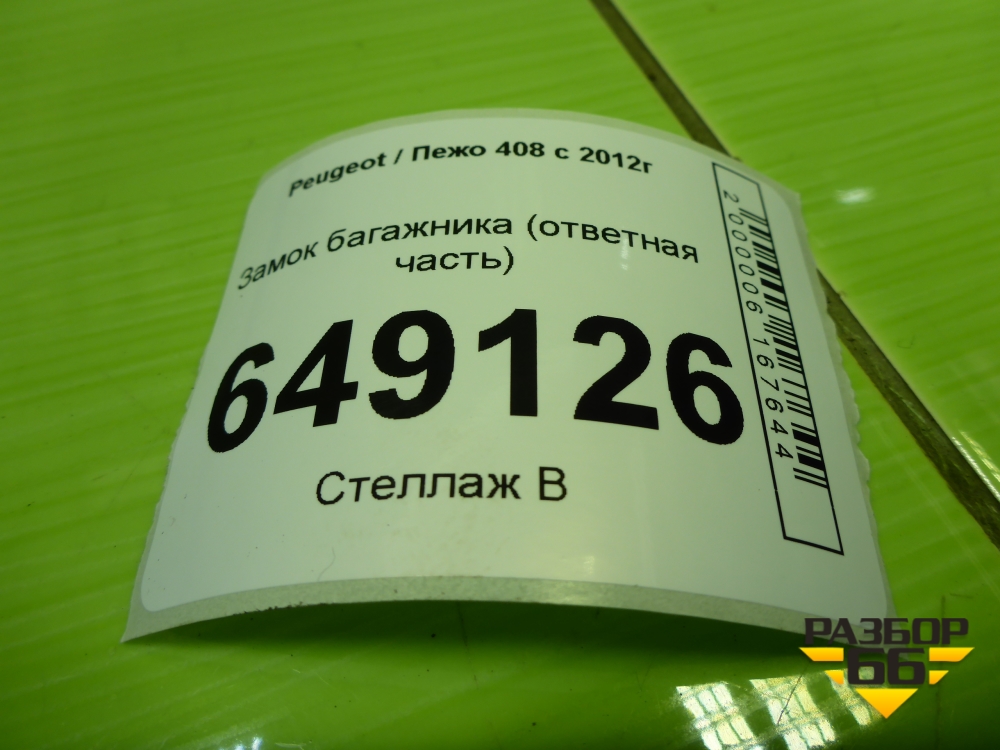 Peugeot / Пежо 408 с 2012г
Замок багажника (ответная
часть)
649126
Стеллаж В
2000006167644
РАЗБОР
66